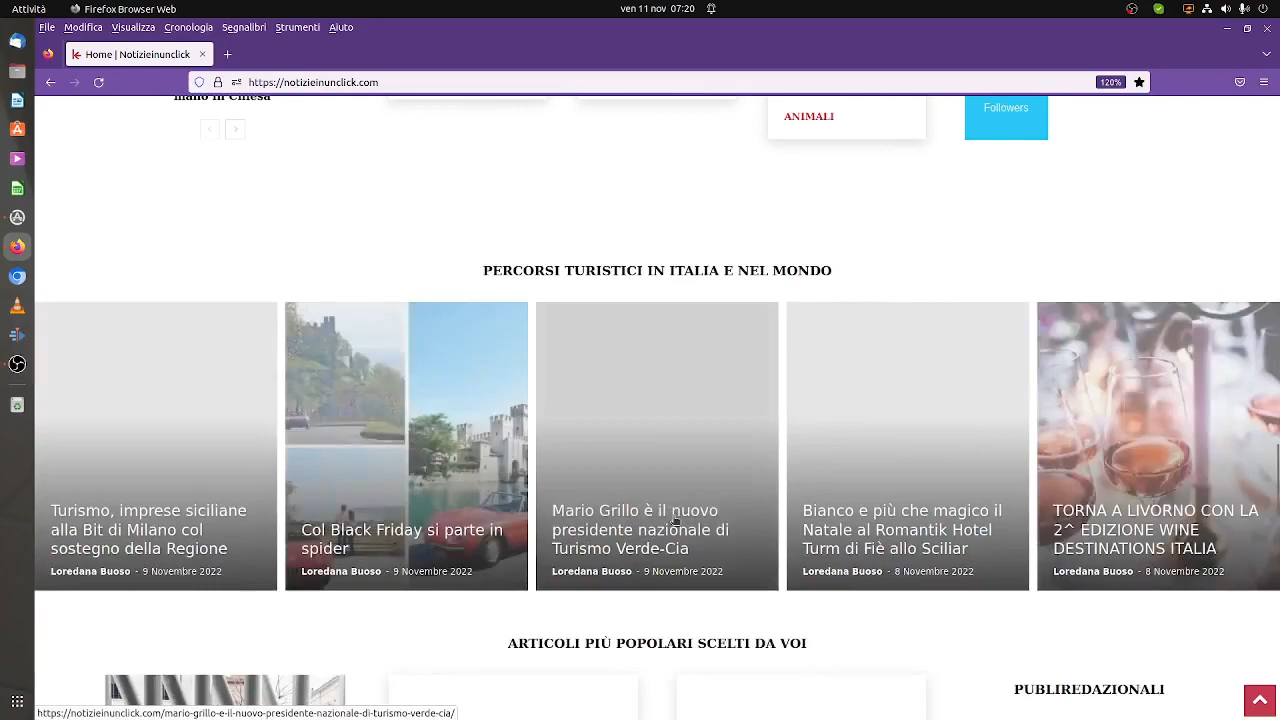 Attività
Firefox Web Browser
ven 11 nov 07:20
File Modifica Visualizza Cronologia Segnalibri Strumenti Aiuto
Home | Notizieinunclick
https://notizieinunclick.com
120%
mano in Chiesa
ANIMALI
Followers
PERCORSI TURISTICI IN ITALIA E NEL MONDO
Turismo, imprese siciliane
alla Bit di Milano col
sostegno della Regione
Loredana Buoso - 9 Novembre 2022
Col Black Friday si parte in
spider
Loredana Buoso - 9 Novembre 2022
Mario Grillo è il nuovo
presidente nazionale di
Turismo Verde-Cia
Loredana Buoso - 9 Novembre 2022
Bianco e più che magico il
Natale al Romantik Hotel
Turm di Fiè allo Sciliar
Loredana Buoso - 8 Novembre 2022
TORNA A LIVORNO CON LA
2^ EDIZIONE WINE
DESTINATIONS ITALIA
Loredana Buoso - 8 Novembre 2022
ARTICOLI PIÙ POPOLARI SCELTI DA VOI
PUBLIREDAZIONALI
https://notizieinunclick.com/mario-grillo-e-il-nuovo-presidente-nazionale-di-turismo-verde-cia/